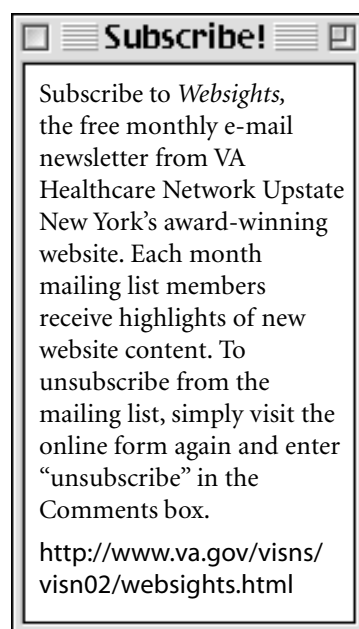 Subscribe!
Subscribe to Websights,
the free monthly e-mail
newsletter from VA
Healthcare Network Upstate
New York’s award-winning
website. Each month
mailing list members
receive highlights of new
website content. To
unsubscribe from the
mailing list, simply visit the
online form again and enter
“unsubscribe” in the
Comments box.
http://www.va.gov/visns/
visn02/websights.html